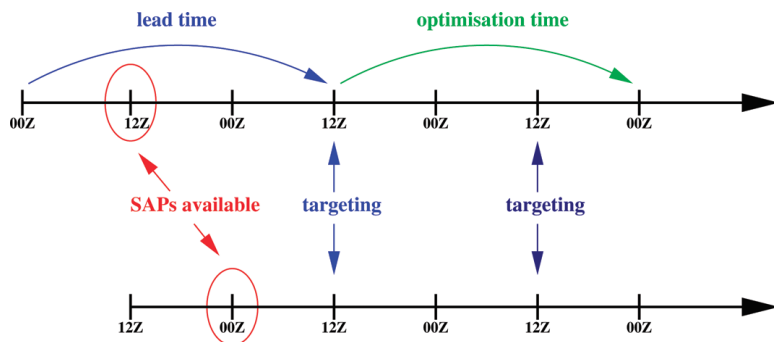 lead time optimisation time
00Z 12Z 00Z 12Z 00Z 12Z 00Z
SAPs available targeting targeting
12Z 00Z 12Z 00Z 12Z 00Z